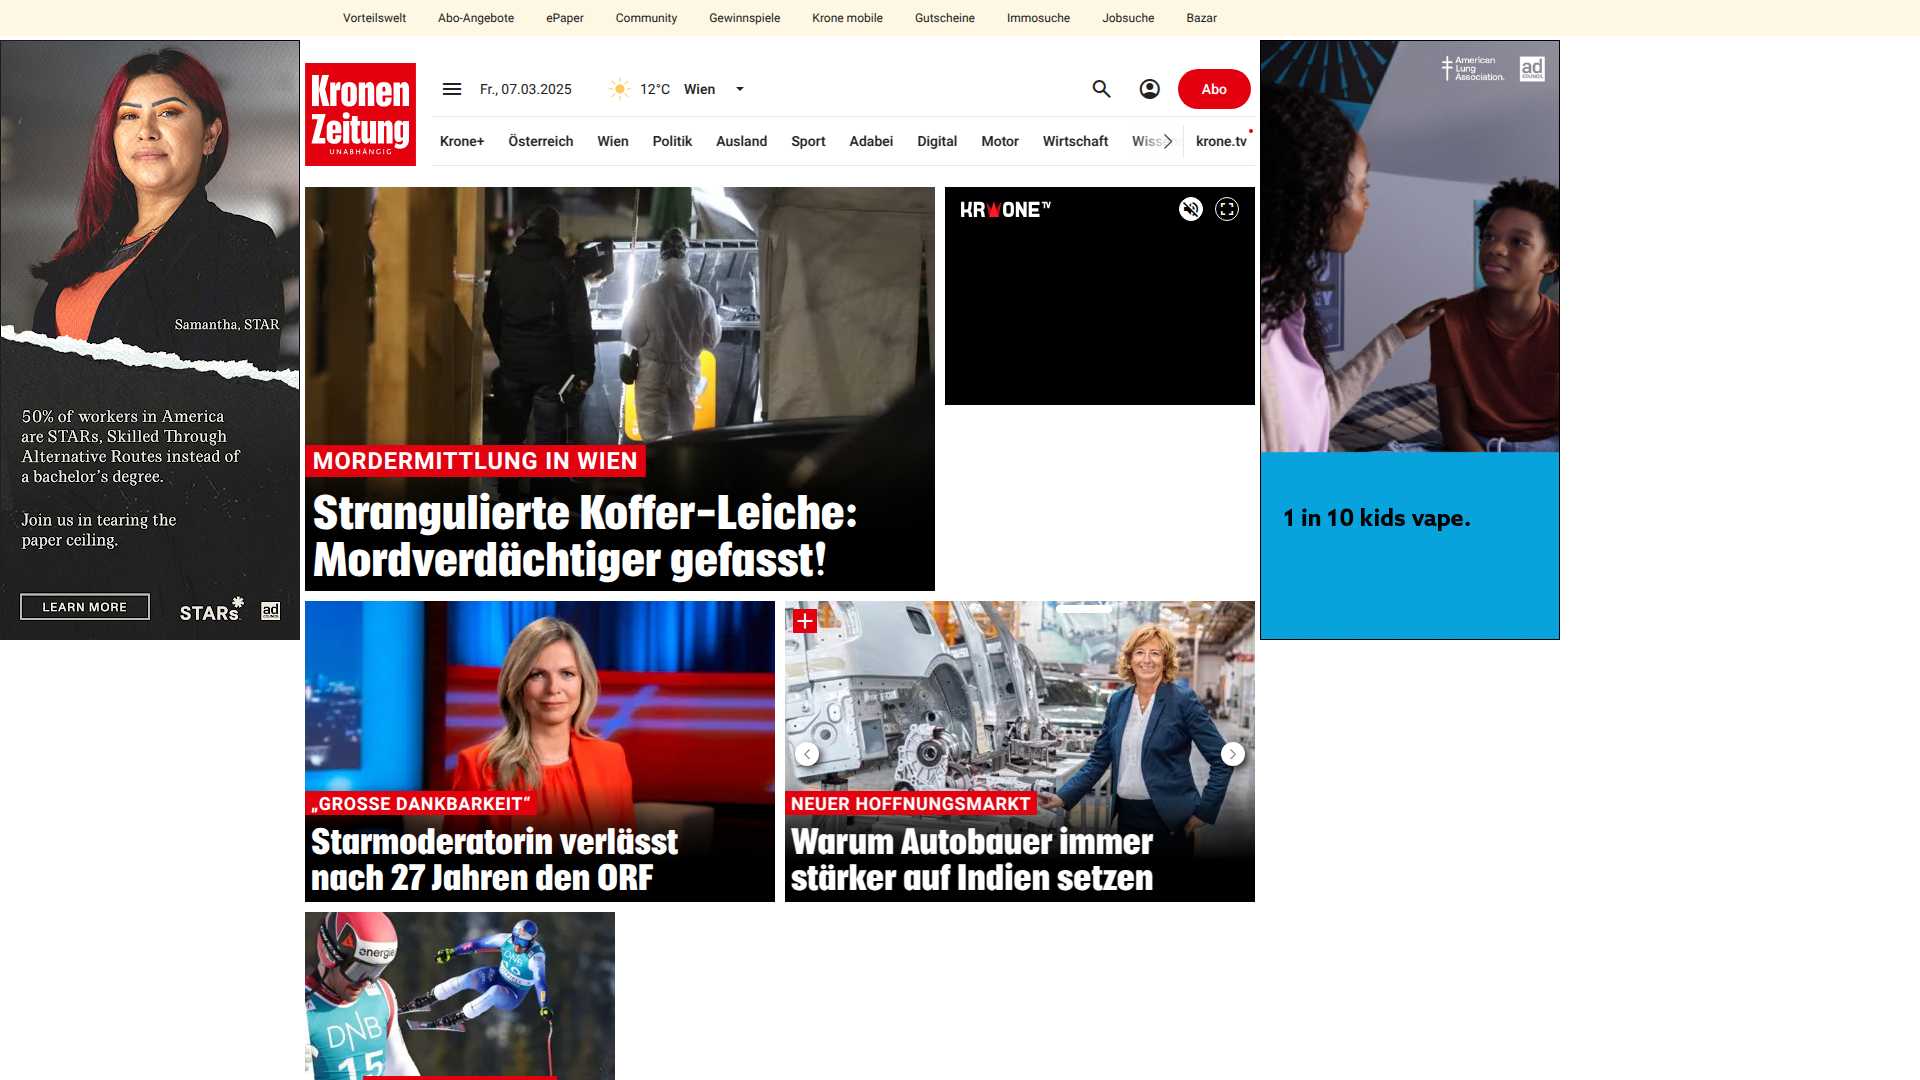 Vorteilswelt Abo-Angebote ePaper Community Gewinnspiele Krone mobile Gutscheine Immosuche Jobsuche Bazar
Kronen
Zeitung
UNABHÄNGIG
Fr., 07.03.2025 12°C Wien
Abo
Krone+ Österreich Wien Politik Ausland Sport Adabei Digital Motor Wirtschaft krone.tv
Samantha, STAR
50% of workers in America
are STARs, Skilled Through
Alternative Routes instead of
a bachelor's degree.
Join us in tearing the
paper ceiling.
LEARN MORE
STARs
ad
COUNCIL
MORDERMITTLUNG IN WIEN
Strangulierte Koffer-Leiche:
Mordverdächtiger gefasst!
KRONE TV
American
Lung
Association.
ad
COUNCIL
1 in 10 kids vape.
„GROSSE DANKBARKEIT“
Starmoderatorin verlässt
nach 27 Jahren den ORF
NEUER HOFFNUNGSMARKT
Warum Autobauer immer
stärker auf Indien setzen
energie
DNB
15
DNB